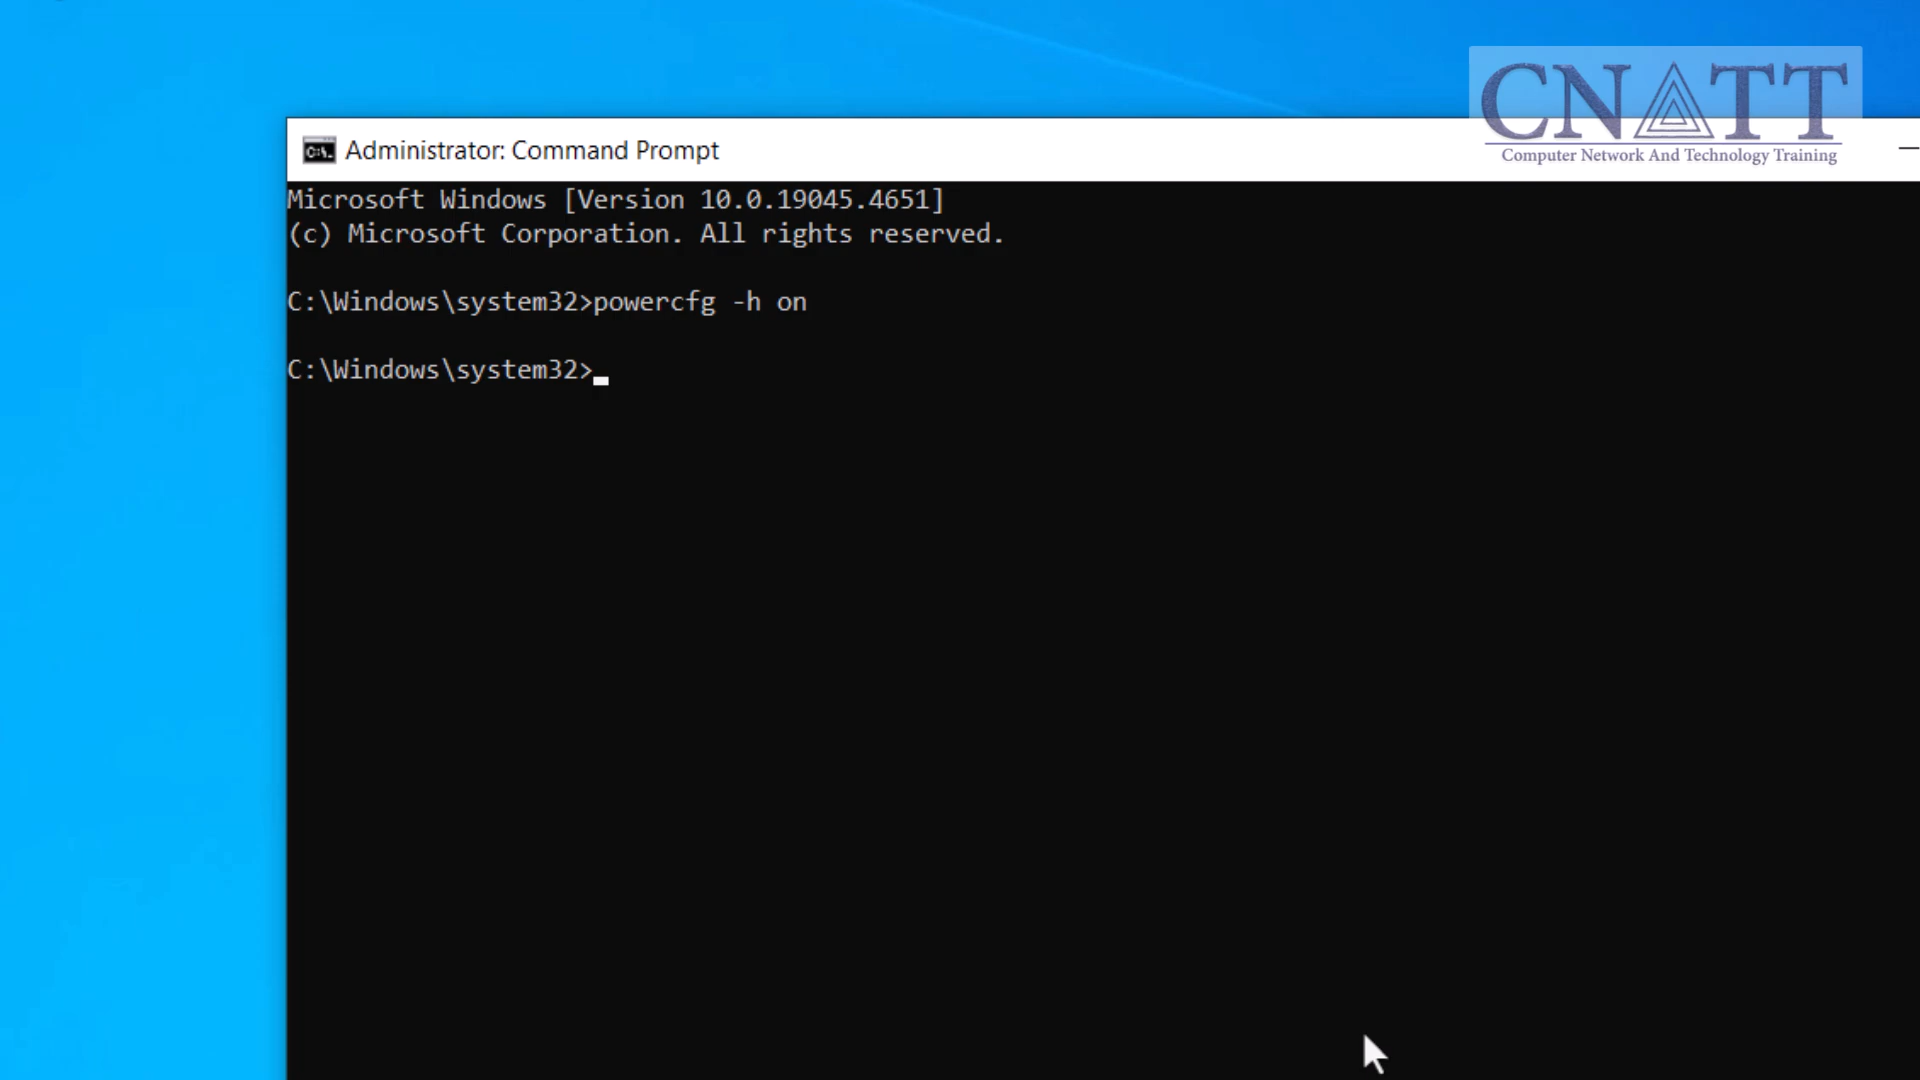 CNATT
Computer Network And Technology Training
Administrator: Command Prompt
Microsoft Windows [Version 10.0.19045.4651]
(c) Microsoft Corporation. All rights reserved.
C:\Windows\system32>powercfg -h on
C:\Windows\system32>